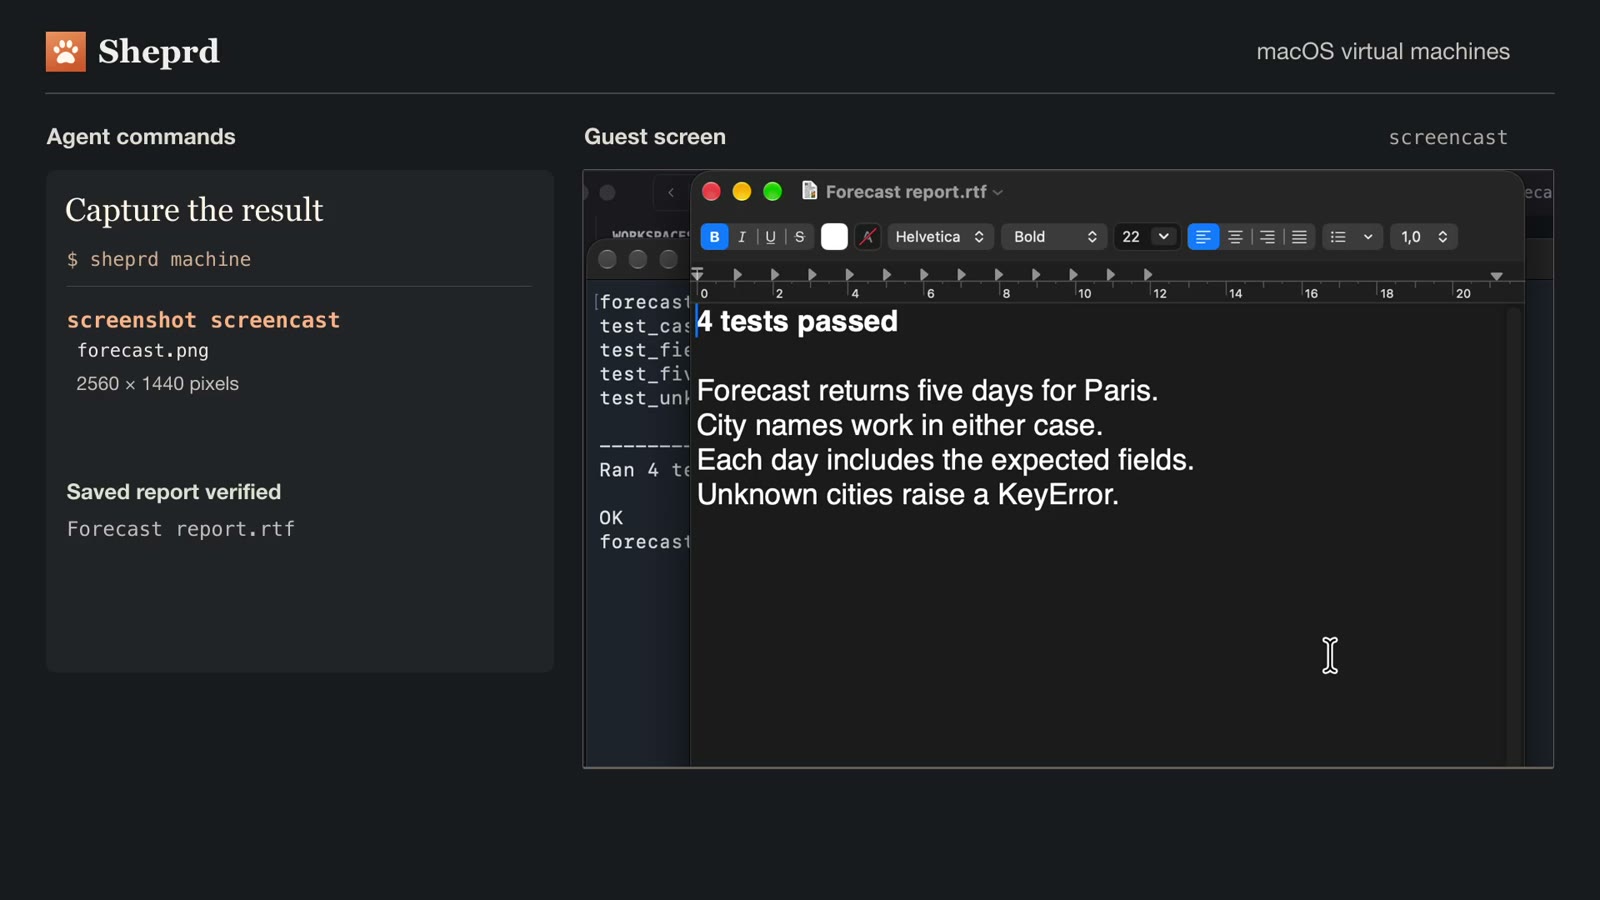 Sheprd
macOS virtual machines
Agent commands
Capture the result
$ sheprd machine
screenshot screencast
forecast.png
2560 × 1440 pixels
Saved report verified
Forecast report.rtf
Guest screen
screencast
Forecast report.rtf
B I U S Helvetica Bold 22 1,0
0 2 4 6 8 10 12 14 16 18 20
4 tests passed
Forecast returns five days for Paris.
City names work in either case.
Each day includes the expected fields.
Unknown cities raise a KeyError.
WORKSPACES
[forecast
test_cas
test_fie
test_fiv
test_unk
Ran 4 te
OK
forecast